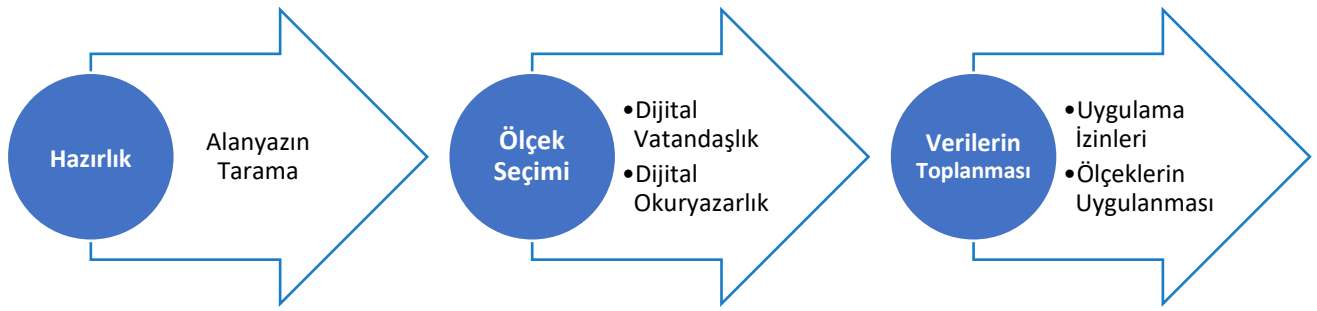 Hazırlık
Alanyazın
Tarama
Ölçek
Seçimi
•Dijital
Vatandaşlık
•Dijital
Okuryazarlık
Verilerin
Toplanması
•Uygulama
İzinleri
•Ölçeklerin
Uygulanması